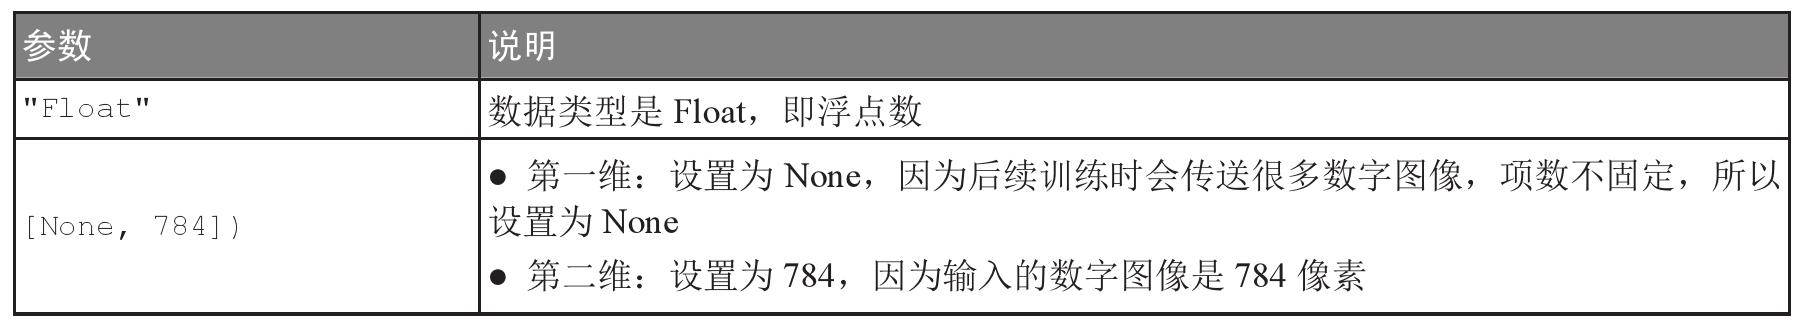 参数
说明
"Float"
数据类型是 Float，即浮点数
[None, 784])
● 第一维：设置为 None，因为后续训练时会传送很多数字图像，项数不固定，所以
设置为 None
● 第二维：设置为 784，因为输入的数字图像是 784 像素